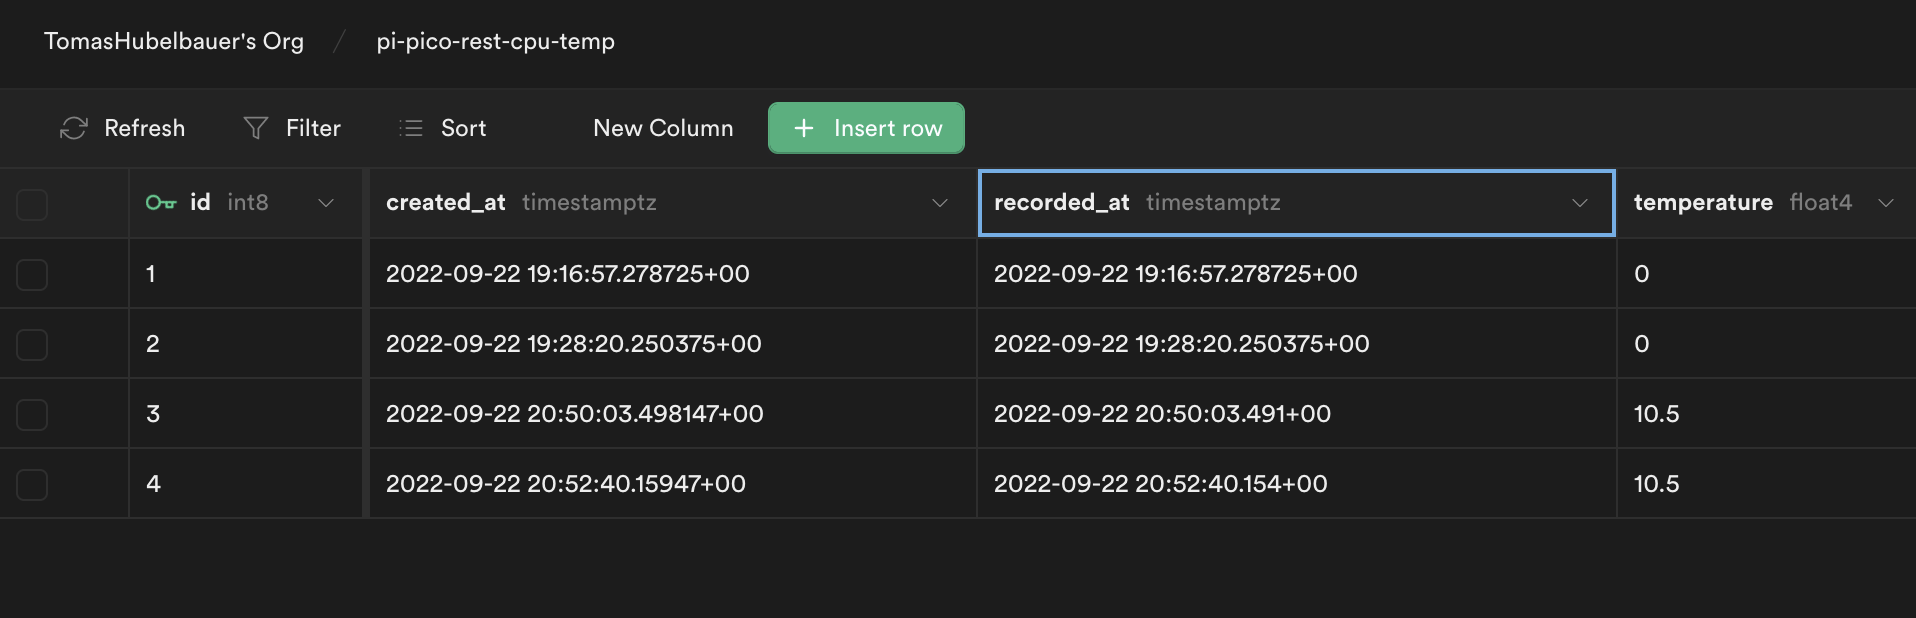 TomasHubelbauer's Org / pi-pico-rest-cpu-temp
Refresh Filter Sort New Column + Insert row
id int8 created_at timestamptz recorded_at timestamptz temperature float4
1 2022-09-22 19:16:57.278725+00 2022-09-22 19:16:57.278725+00 0
2 2022-09-22 19:28:20.250375+00 2022-09-22 19:28:20.250375+00 0
3 2022-09-22 20:50:03.498147+00 2022-09-22 20:50:03.491+00 10.5
4 2022-09-22 20:52:40.15947+00 2022-09-22 20:52:40.154+00 10.5